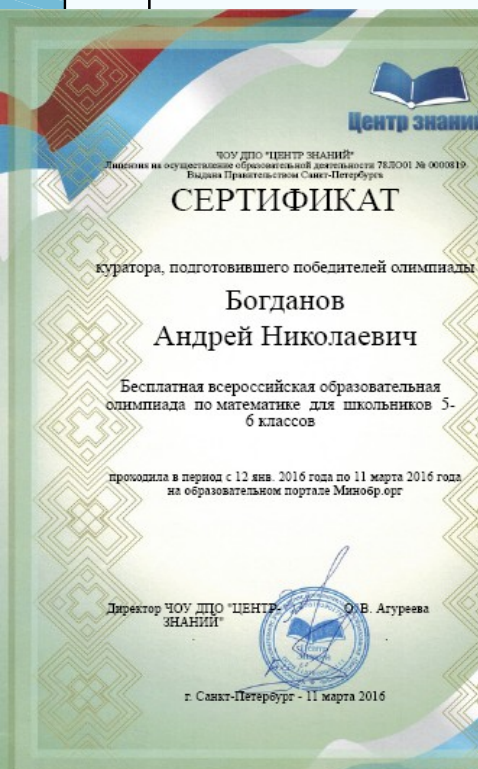 Центр знаний
ЧОУ ДПО "ЦЕНТР ЗНАНИЙ"
Лицензия на осуществление образовательной деятельности 78ЛО01 № 0000819
Выдана Правительством Санкт-Петербурга
СЕРТИФИКАТ
куратора, подготовившего победителей олимпиады
Богданов
Андрей Николаевич
Бесплатная всероссийская образовательная
олимпиада по математике для школьников 5-
6 классов
проходила в период с 12 янв. 2016 года по 11 марта 2016 года
на образовательном портале Минобр.орг
Директор ЧОУ ДПО "ЦЕНТР О. В. Агуреева
ЗНАНИЙ"
г. Санкт-Петербург - 11 марта 2016